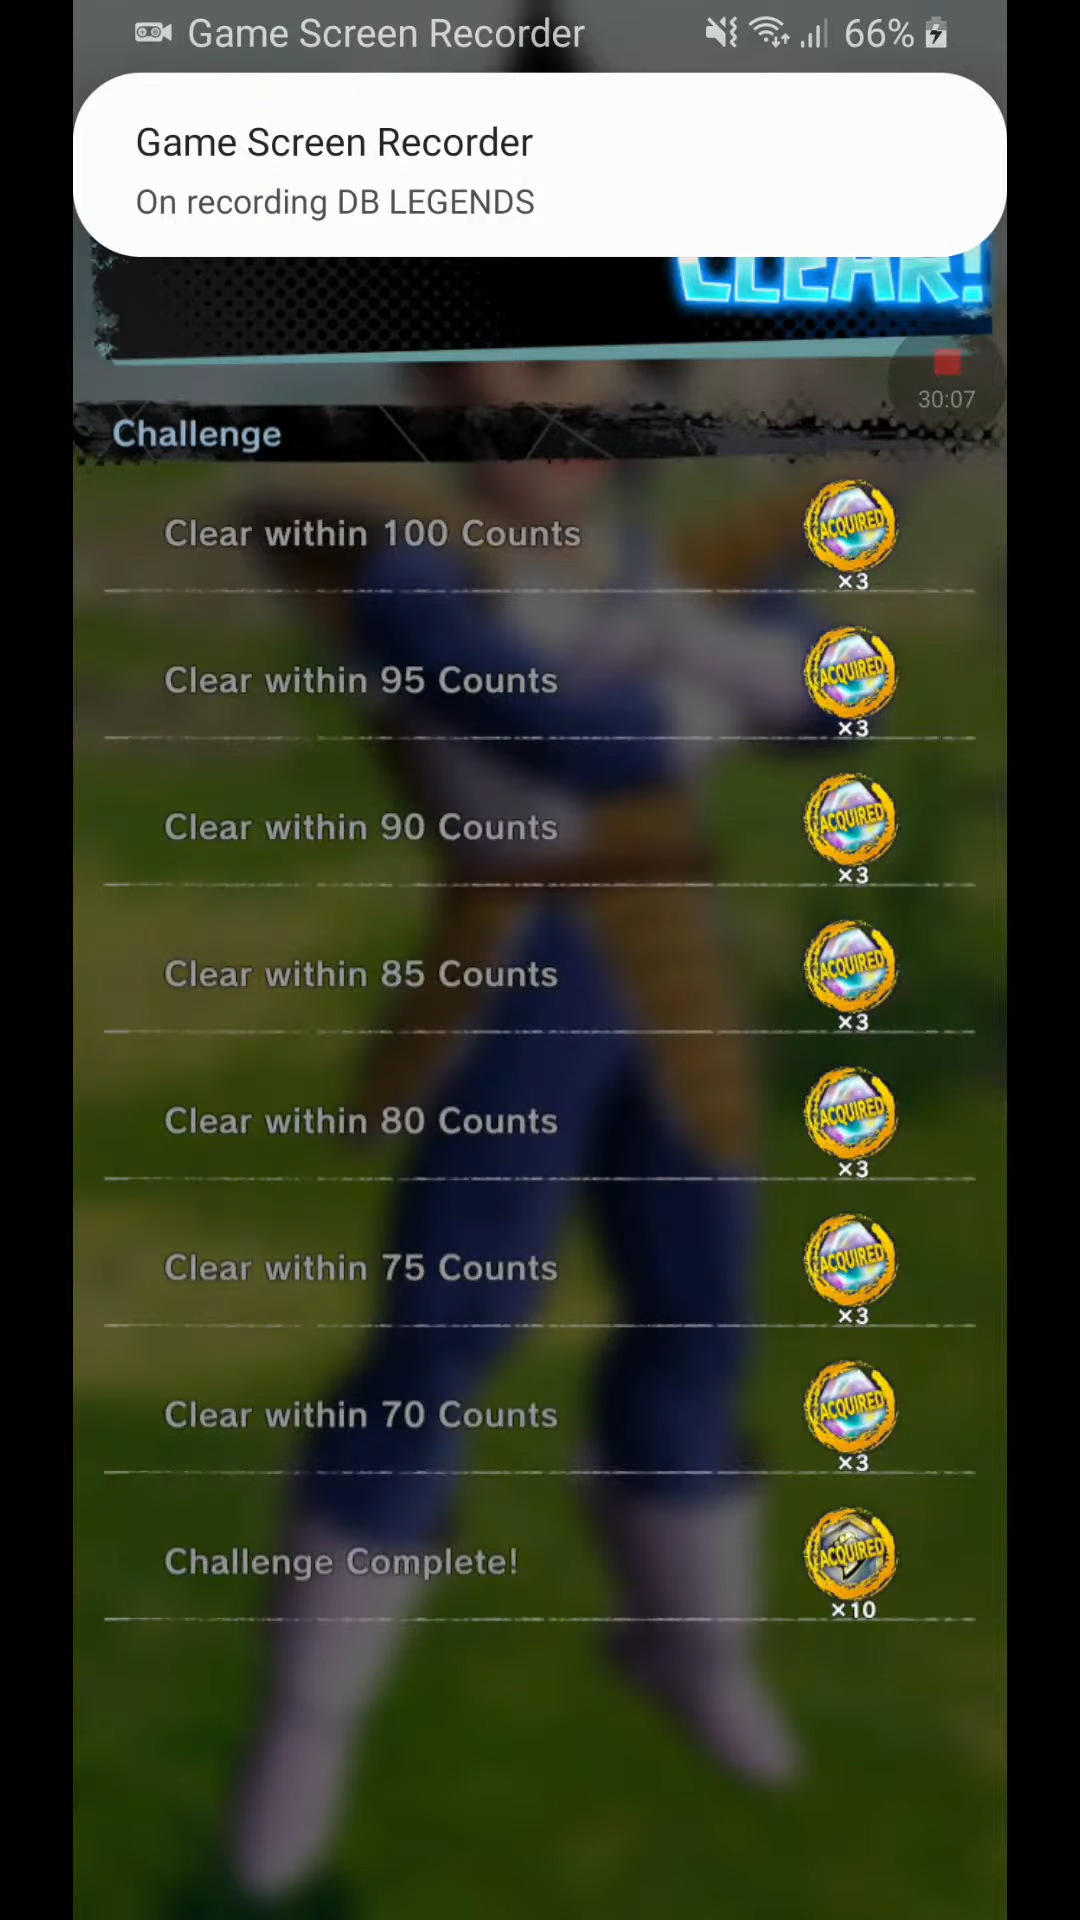 Game Screen Recorder
66%
Game Screen Recorder
On recording DB LEGENDS
CLEAR!
30:07
Challenge
Clear within 100 Counts
ACQUIRED
×3
Clear within 95 Counts
ACQUIRED
×3
Clear within 90 Counts
ACQUIRED
×3
Clear within 85 Counts
ACQUIRED
×3
Clear within 80 Counts
ACQUIRED
×3
Clear within 75 Counts
ACQUIRED
×3
Clear within 70 Counts
ACQUIRED
×3
Challenge Complete!
ACQUIRED
×10